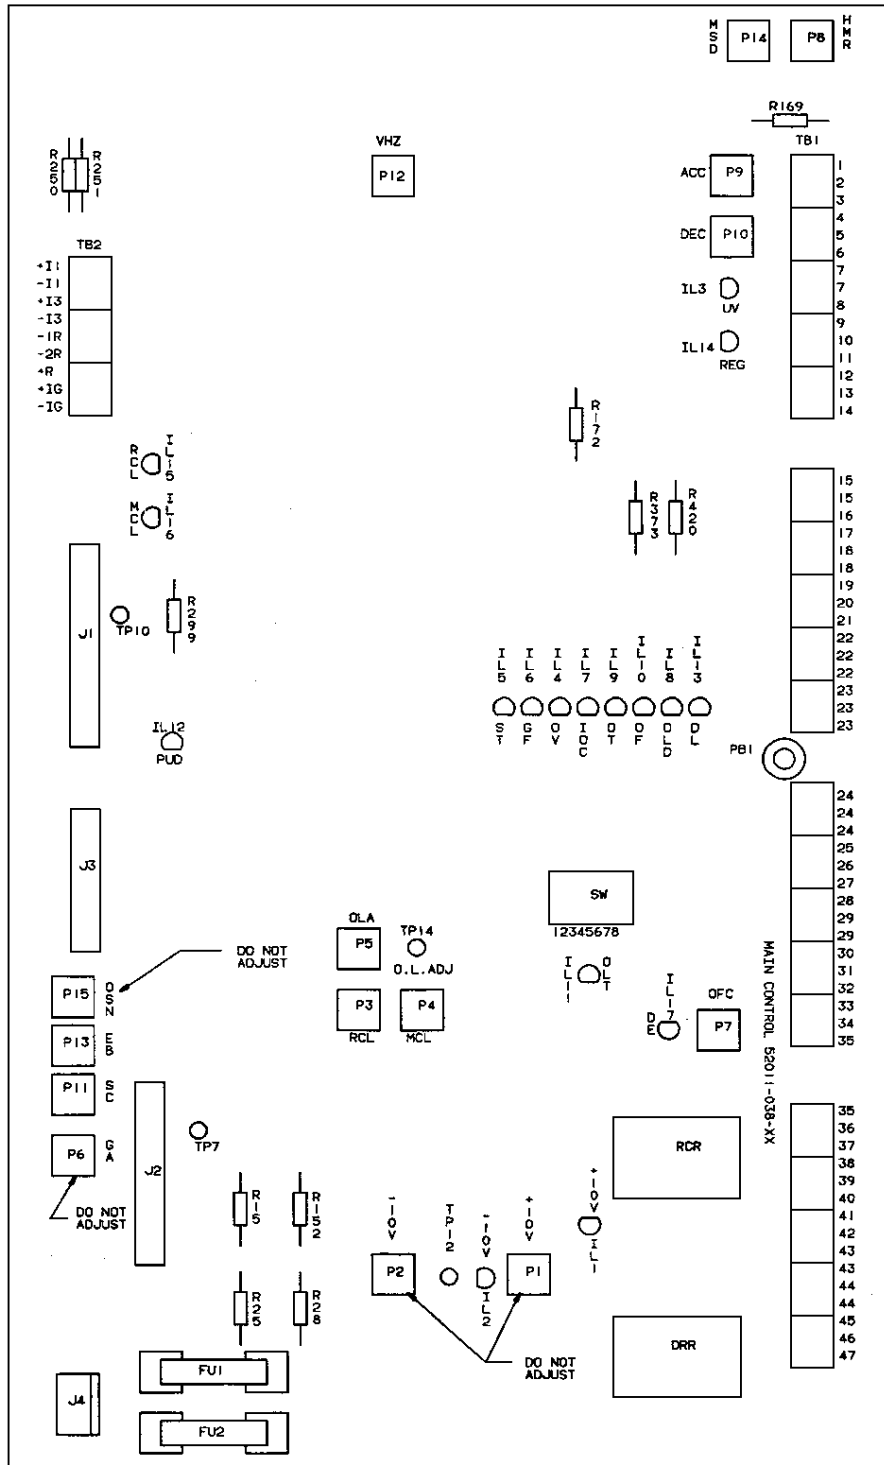 MSD
P14
P8
HMR
R169
TB1
VHZ
P12
R250
R251
ACC
P9
DEC
P10
IL3
UV
IL14
REG
1
2
3
4
5
6
7
7
8
9
10
11
12
13
14
TB2
+I1
-I1
+I3
-I3
-1R
-2R
+R
+IG
-IG
RCL
IL15
MCL
IL16
R172
R373
R420
15
15
16
17
18
18
19
20
21
22
22
22
23
23
23
J1
TP10
R299
IL12
PUD
IL5
IL6
IL4
IL7
IL9
IL10
IL8
IL13
ST
GF
OV
IOC
OT
OF
OLD
OL
PB1
24
24
24
25
26
27
28
29
29
30
31
32
33
34
35
J3
SW
12345678
OLA
P5
TP14
O.L.ADJ
P3
RCL
P4
MCL
IL11
OLT
IL17
DE
OFC
P7
MAIN CONTROL 52011-038-XX
DO NOT
ADJUST
P15
OSN
P13
EB
P11
SC
P6
GA
DO NOT
ADJUST
J2
TP7
R15
R152
R25
R28
-10V
P2
TP12
-10V
IL2
+10V
P1
+10V
IL1
DO NOT
ADJUST
RCR
DRR
35
36
37
38
39
40
41
42
43
43
44
44
45
46
47
J4
FU1
FU2